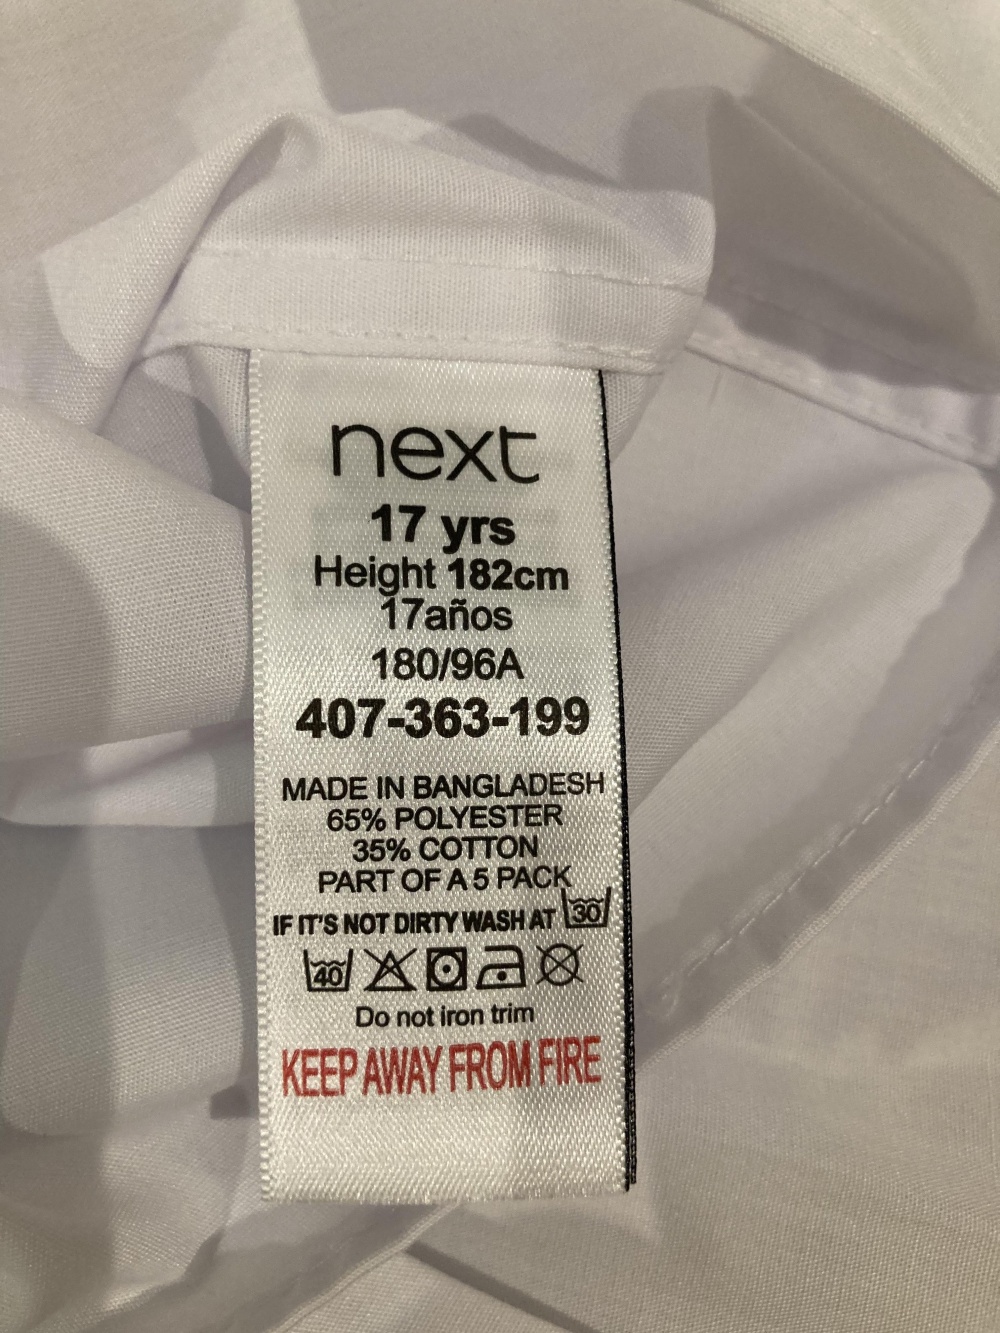 next
17 yrs
Height 182cm
17años
180/96A
407-363-199
MADE IN BANGLADESH
65% POLYESTER
35% COTTON
PART OF A 5 PACK
IF IT'S NOT DIRTY WASH AT 30
40
Do not iron trim
KEEP AWAY FROM FIRE